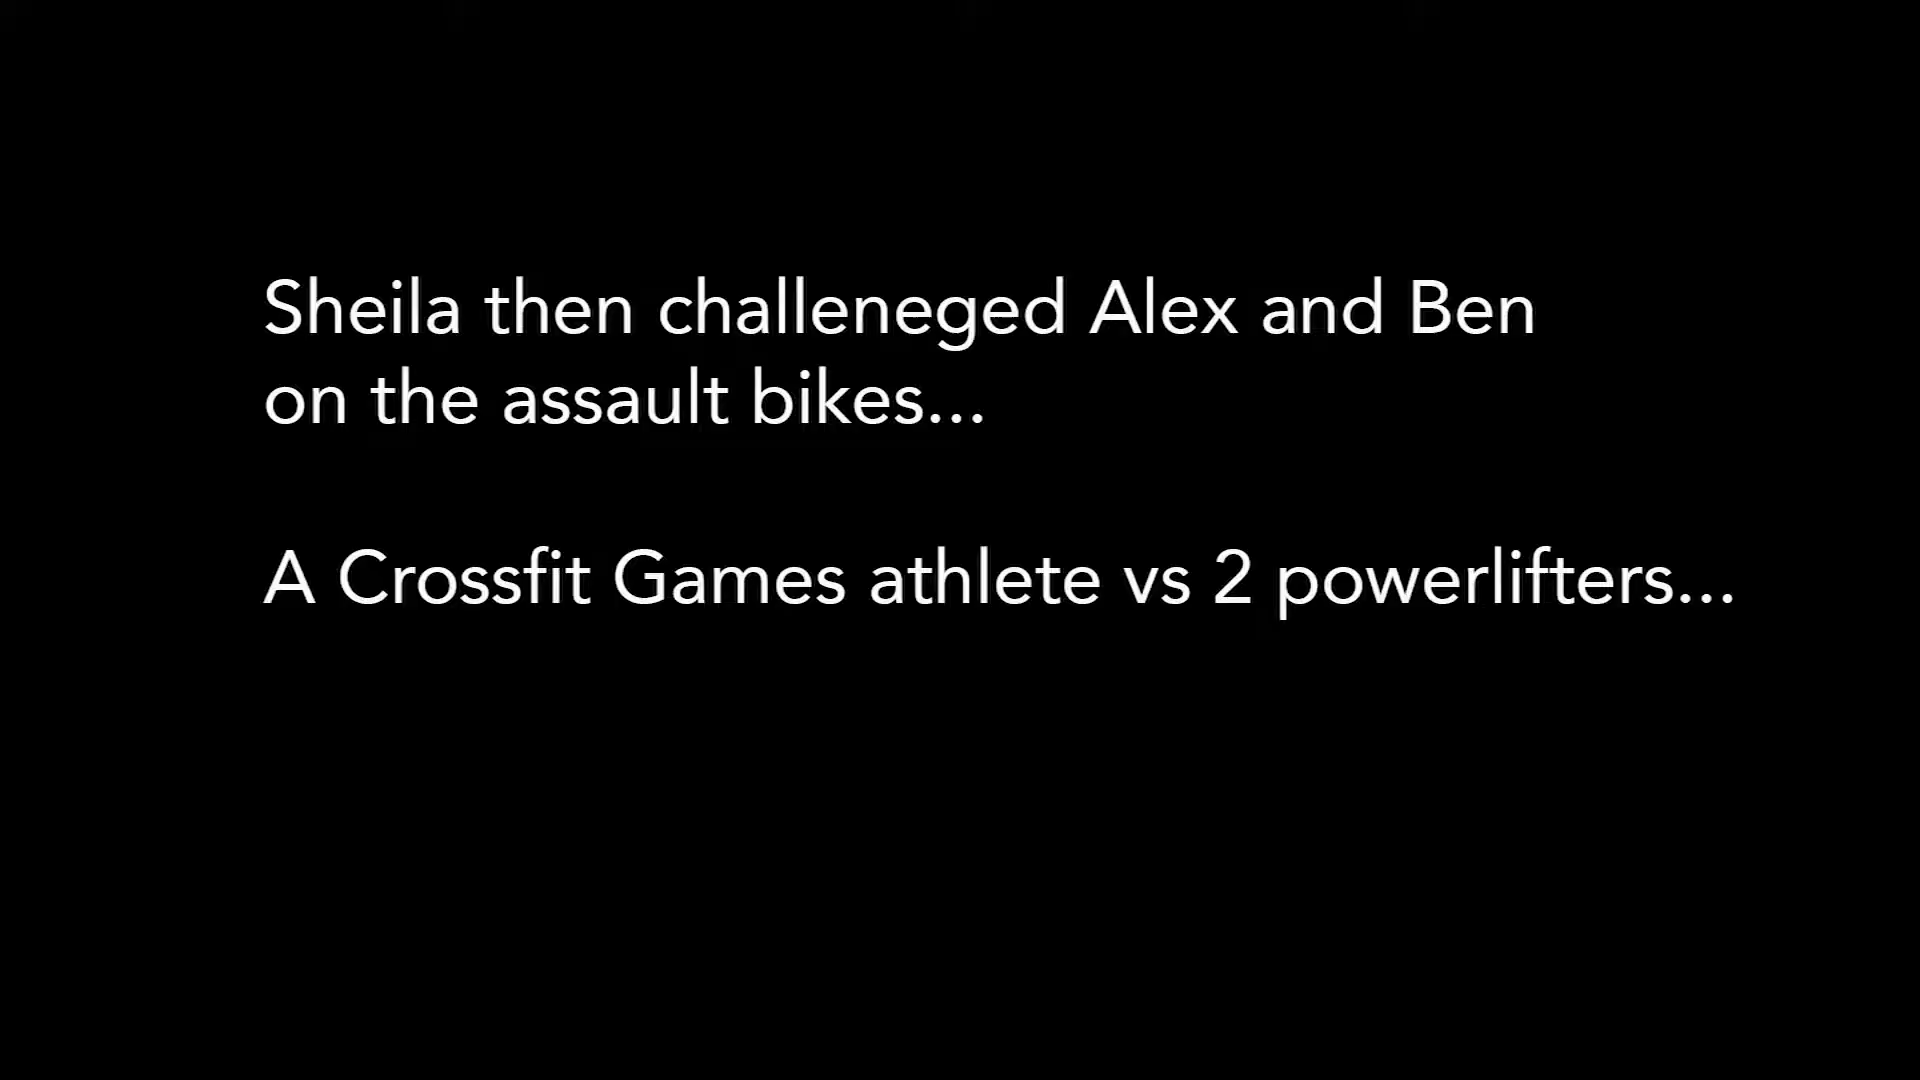 Sheila then challeneged Alex and Ben
on the assault bikes...
A Crossfit Games athlete vs 2 powerlifters...